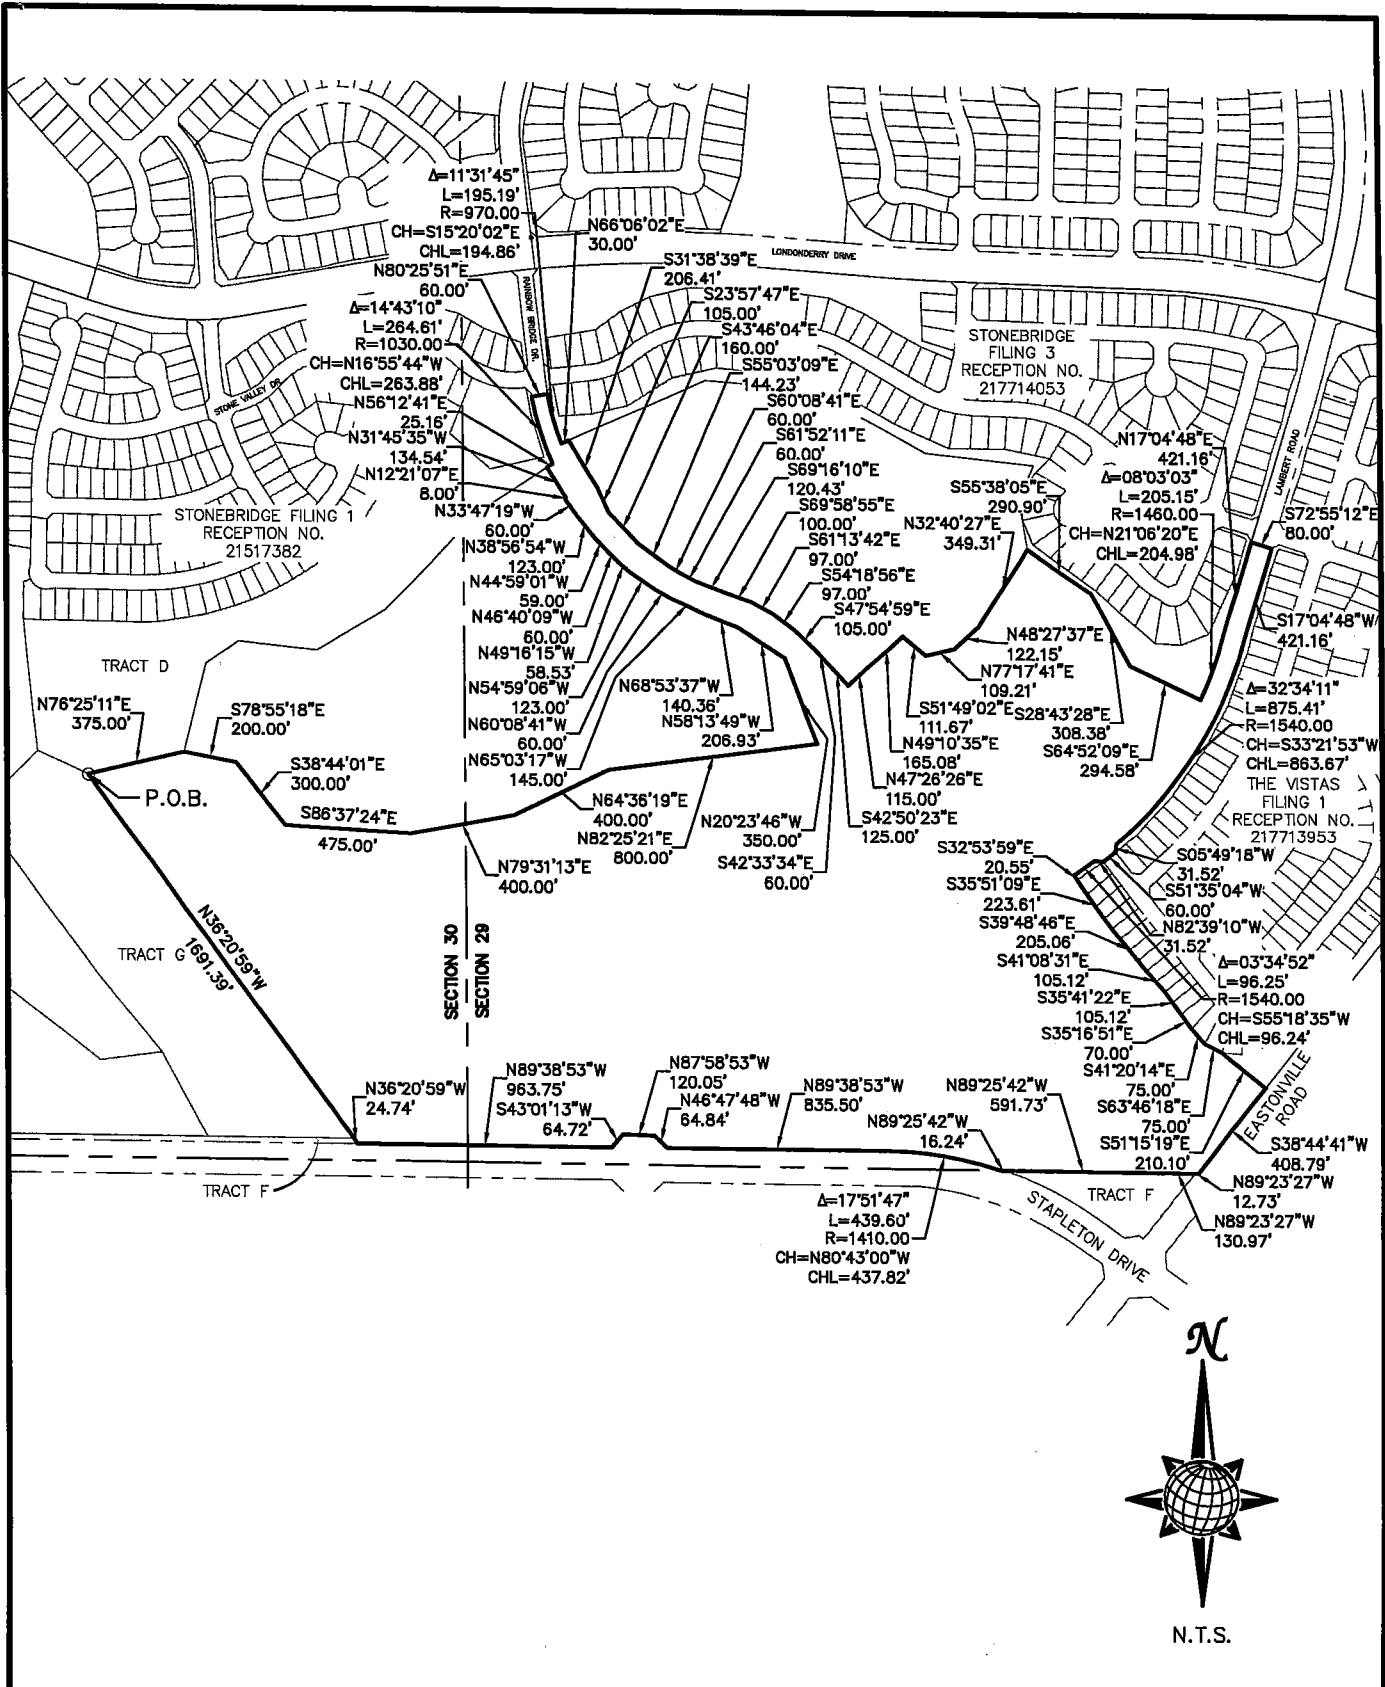 Δ=11°31'45"
L=195.19'
R=970.00
CH=S15°20'02"E
CHL=194.86'
N80°25'51"E
60.00'
Δ=14°43'10"
L=264.61'
R=1030.00
CH=N16°55'44"W
CHL=263.88'
N56°12'41"E
25.16'
N31°45'35"W
134.54'
N12°21'07"E
8.00'
N33°47'19"W
60.00'
N38°56'54"W
123.00'
N44°59'01"W
59.00'
N46°40'09"W
60.00'
N49°16'15"W
58.53'
N54°59'06"W
123.00'
N60°08'41"W
60.00'
N65°03'17"W
145.00'
N66°06'02"E
30.00'
S31°38'39"E
206.41'
S23°57'47"E
105.00'
S43°46'04"E
160.00'
S55°03'09"E
144.23'
S60°08'41"E
60.00'
S61°52'11"E
60.00'
S69°16'10"E
120.43'
S69°58'55"E
100.00'
S61°13'42"E
97.00'
S54°18'56"E
97.00'
S47°54'59"E
105.00'
LONDONDERRY DRIVE
RAINBOW BRIDGE DR.
STONE VALLEY DR
LAMBERT ROAD
STONEBRIDGE
FILING 3
RECEPTION NO.
217714053
STONEBRIDGE FILING 1
RECEPTION NO.
21517382
N17°04'48"E
421.16'
Δ=08°03'03"
L=205.15'
R=1460.00
CH=N21°06'20"E
CHL=204.98'
S72°55'12"E
80.00'
S55°38'05"E
290.90'
N32°40'27"E
349.31'
S17°04'48"W
421.16'
N48°27'37"E
122.15'
N77°17'41"E
109.21'
S51°49'02"E
111.67'
N49°10'35"E
165.08'
N47°26'26"E
115.00'
S42°50'23"E
125.00'
S28°43'28"E
308.38'
S64°52'09"E
294.58'
Δ=32°34'11"
L=875.41'
R=1540.00
CH=S33°21'53"W
CHL=863.67'
THE VISTAS
FILING 1
RECEPTION NO.
217713953
TRACT D
N76°25'11"E
375.00'
S78°55'18"E
200.00'
S38°44'01"E
300.00'
P.O.B.
S86°37'24"E
475.00'
N68°53'37"W
140.36'
N58°13'49"W
206.93'
N64°36'19"E
400.00'
N82°25'21"E
800.00'
N20°23'46"W
350.00'
S42°33'34"E
60.00'
N79°31'13"E
400.00'
S32°53'59"E
20.55'
S35°51'09"E
223.61'
S39°48'46"E
205.06'
S41°08'31"E
105.12'
S35°41'22"E
105.12'
S35°16'51"E
70.00'
S41°20'14"E
75.00'
S63°46'18"E
75.00'
S51°15'19"E
210.10'
S05°49'18"W
31.52'
S51°35'04"W
60.00'
N82°39'10"W
31.52'
Δ=03°34'52"
L=96.25'
R=1540.00
CH=S55°18'35"W
CHL=96.24'
EASTONVILLE
ROAD
S38°44'41"W
408.79'
N89°23'27"W
12.73'
N89°23'27"W
130.97'
TRACT G
N36°20'59"W
1691.39'
SECTION 30
SECTION 29
N36°20'59"W
24.74'
N89°38'53"W
963.75'
S43°01'13"W
64.72'
N87°58'53"W
120.05'
N46°47'48"W
64.84'
N89°38'53"W
835.50'
N89°25'42"W
16.24'
N89°25'42"W
591.73'
TRACT F
TRACT F
Δ=17°51'47"
L=439.60'
R=1410.00
CH=N80°43'00"W
CHL=437.82'
STAPLETON DRIVE
N
N.T.S.